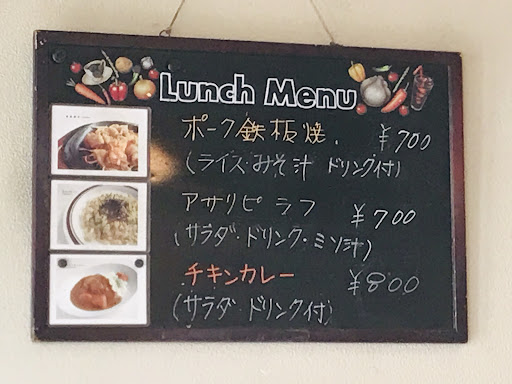 Lunch Menu
ポーク鉄板焼. ¥700
(ライス・みそ汁 ドリンク付)
アサリピラフ ¥700
(サラダ・ドリンク・ミソ汁)
チキンカレー ¥800
(サラダ・ドリンク付)